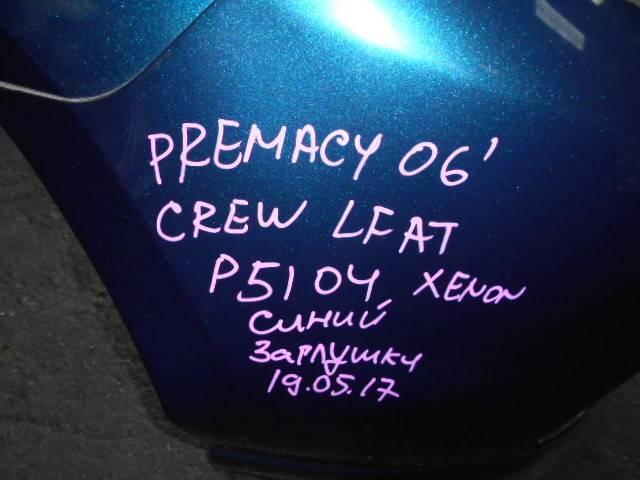 PREMACY 06'
CREW LFAT
P5104 XENON
синий
Заглушки
19.05.17